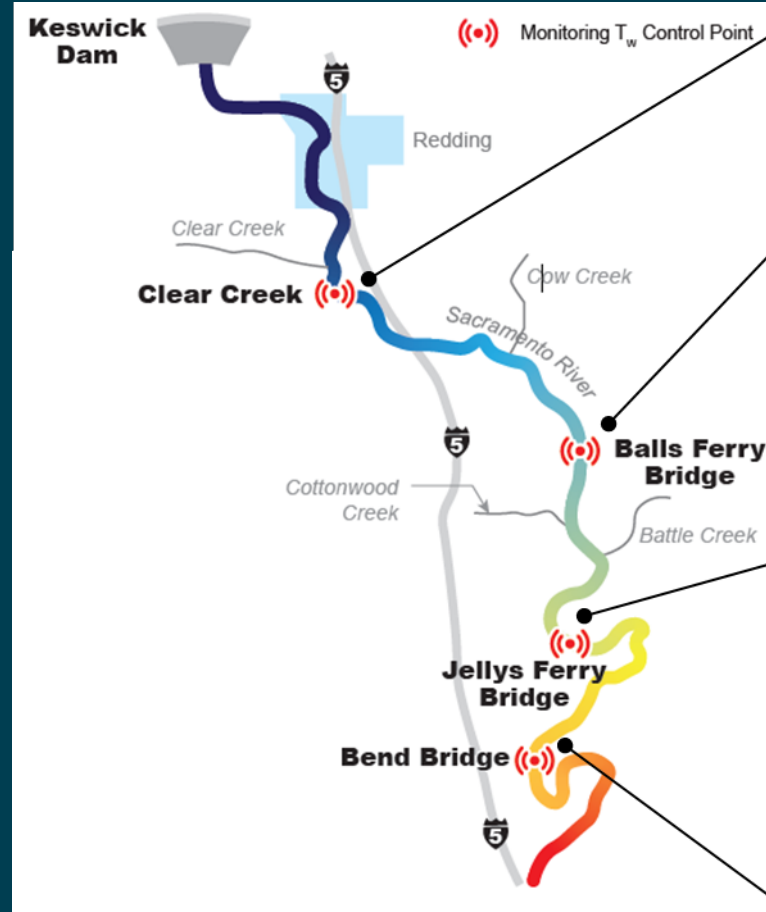 Keswick
Dam
Monitoring Tw Control Point
5
Redding
Clear Creek
Clear Creek
Cow Creek
Sacramento River
5
Balls Ferry
Bridge
Cottonwood
Creek
Battle Creek
Jellys Ferry
Bridge
Bend Bridge
5